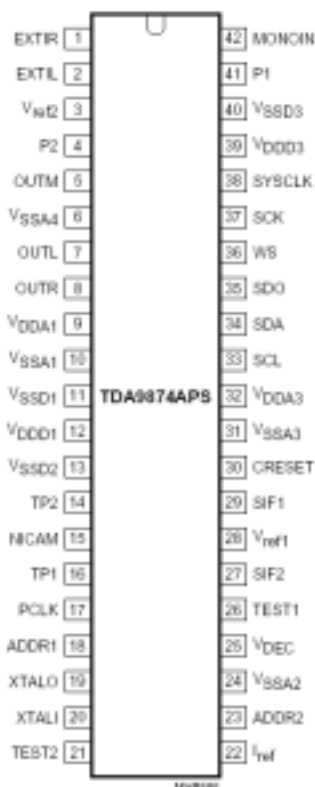 EXTIR 1 42 MONOIN
EXTIL 2 41 P1
Vref2 3 40 VSSD3
P2 4 39 VDDD3
OUTM 5 38 SYSCLK
VSSA4 6 37 SCK
OUTL 7 36 WS
OUTR 8 35 SDO
VDDA1 9 34 SDA
VSSA1 10 33 SCL
VSSD1 11 TDA9874APS 32 VDDA3
VDDD1 12 31 VSSA3
VSSD2 13 30 CRESET
TP2 14 29 SIF1
NICAM 15 28 Vref1
TP1 16 27 SIF2
PCLK 17 26 TEST1
ADDR1 18 25 VDEC
XTALO 19 24 VSSA2
XTALI 20 23 ADDR2
TEST2 21 22 Iref